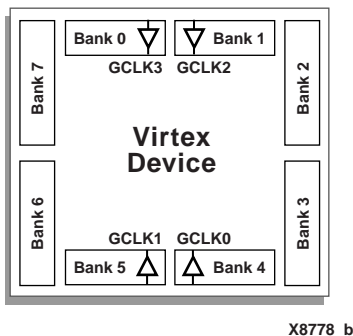 Bank 0
Bank 1
GCLK3 GCLK2
Bank 7
Bank 2
Virtex
Device
Bank 6
Bank 3
GCLK1 GCLK0
Bank 5
Bank 4
X8778_b